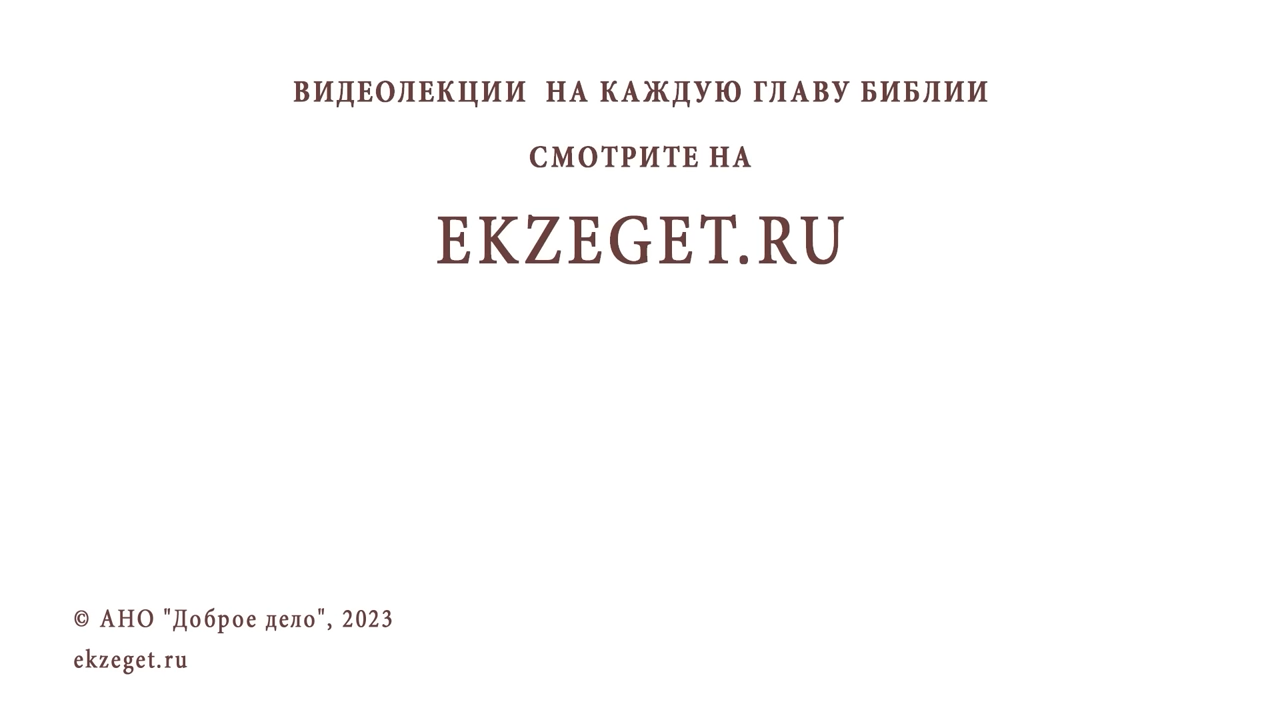 ВИДЕОЛЕКЦИИ НА КАЖДУЮ ГЛАВУ БИБЛИИ
СМОТРИТЕ НА
EKZEGET.RU
© АНО "Доброе дело", 2023
ekzeget.ru